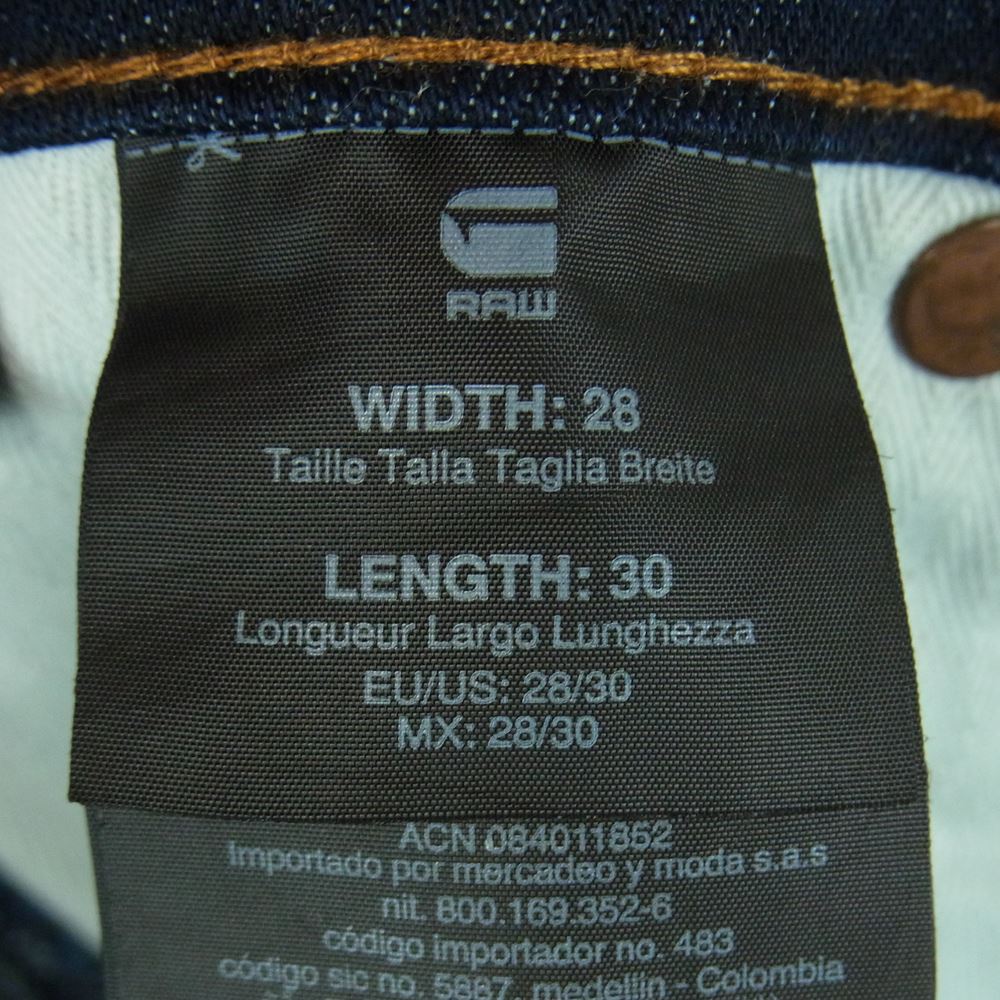 RAW
WIDTH: 28
Taille Talla Taglia Breite
LENGTH: 30
Longueur Largo Lunghezza
EU/US: 28/30
MX: 28/30
ACN 084011852
Importado por mercadeo y moda s.a.s
nit. 800.169.352-6
código importador no. 483
código sic no. 5887, medellin - Colombia